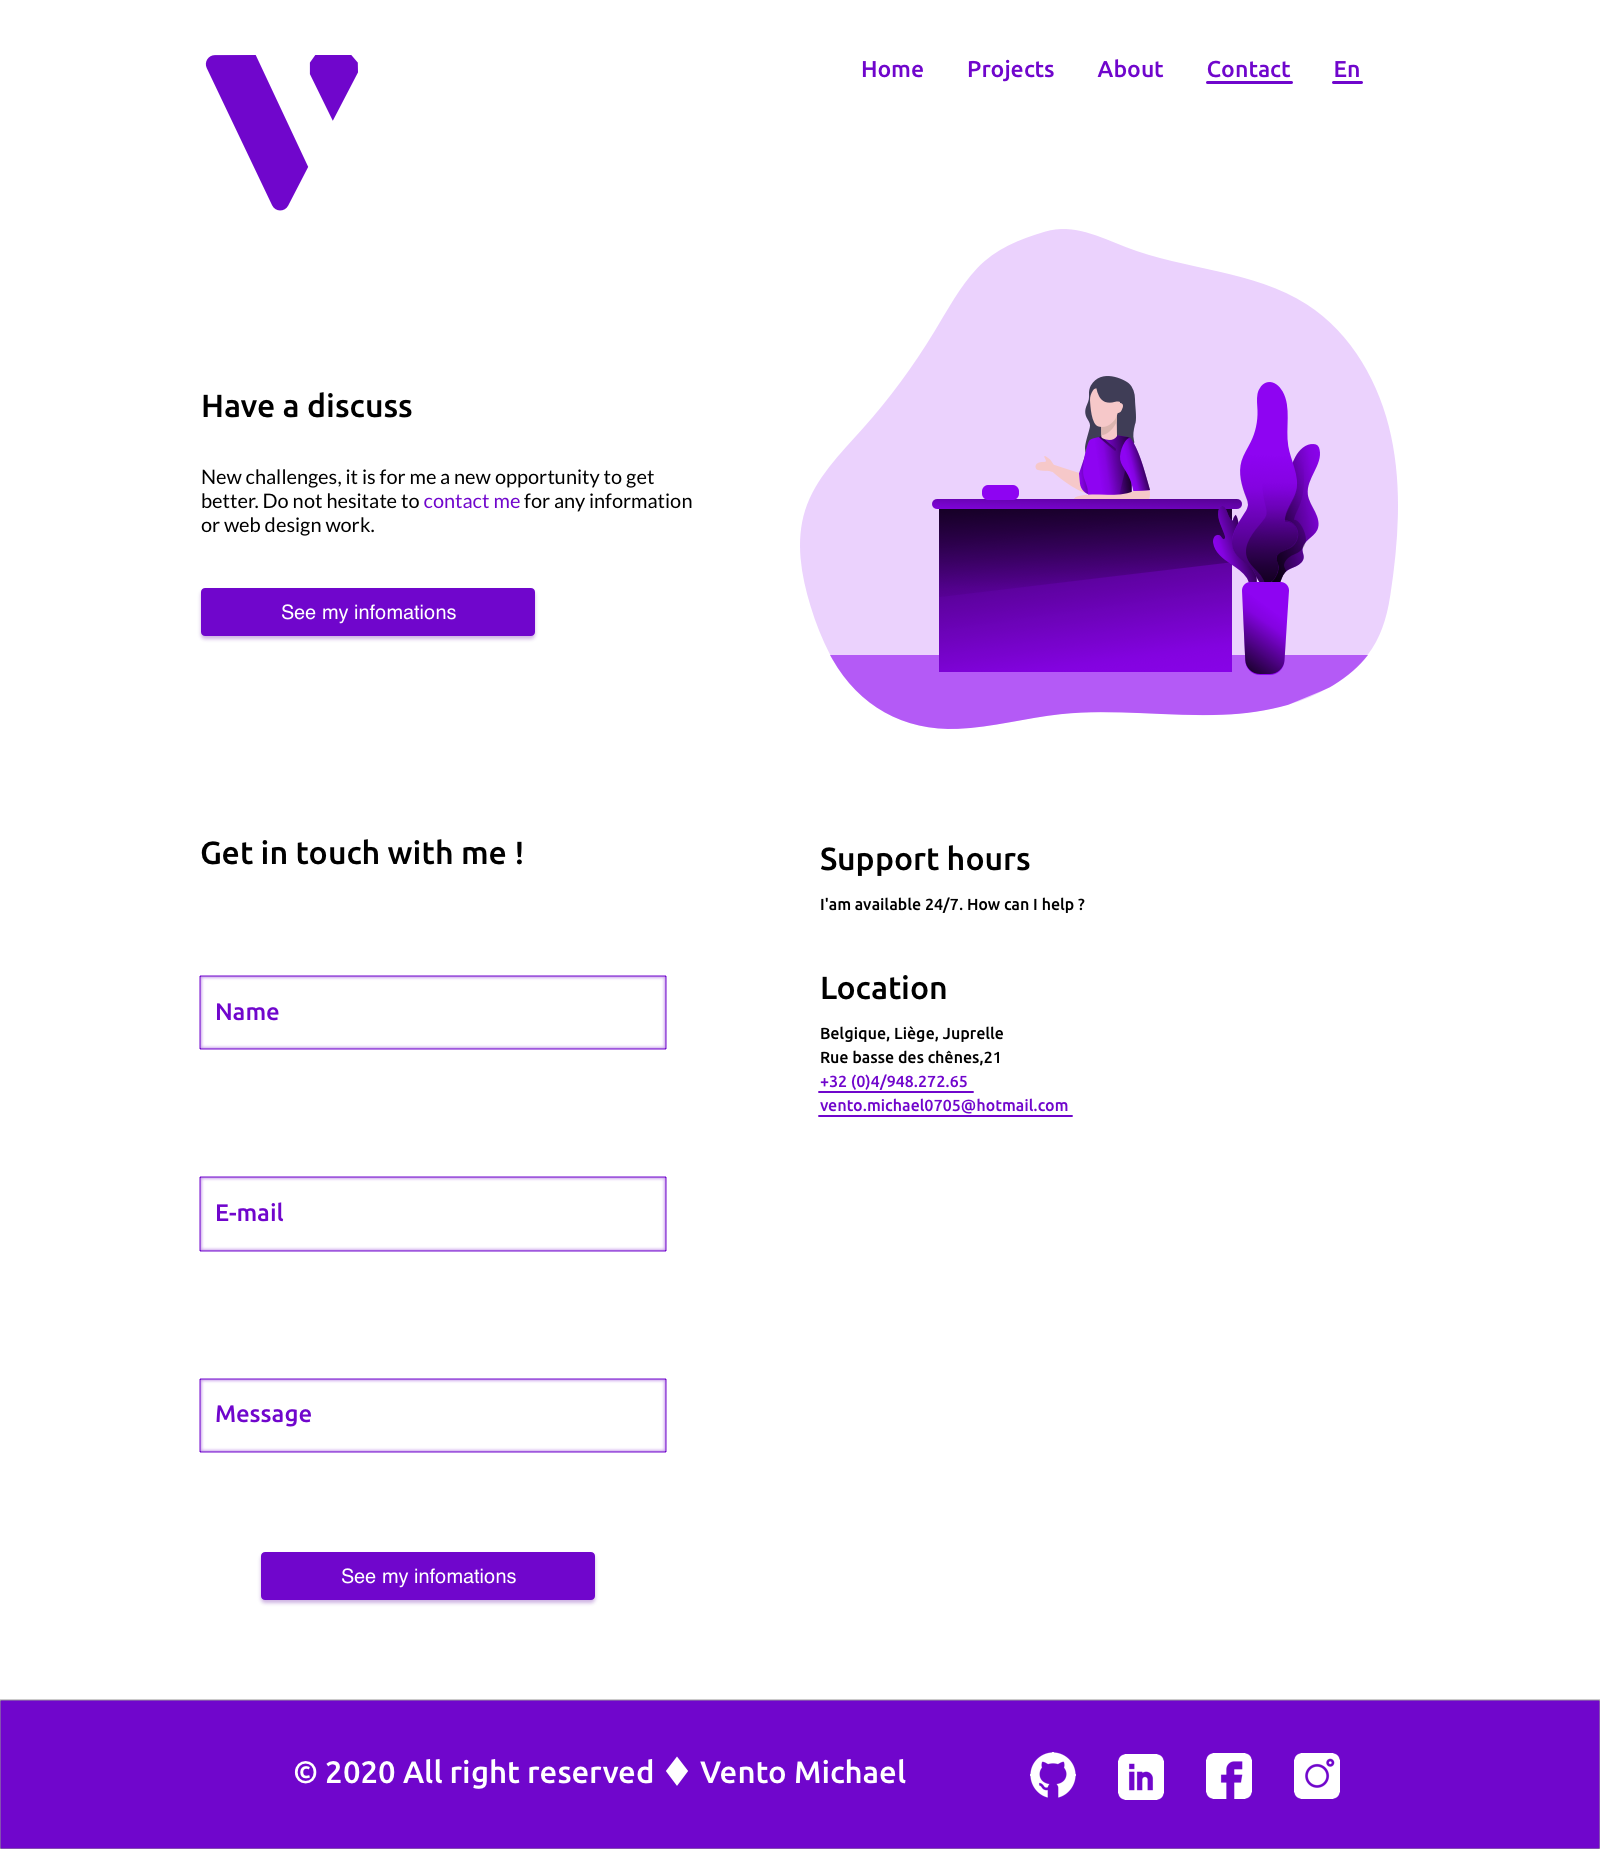 Home Projects About Contact En
Have a discuss
New challenges, it is for me a new opportunity to get
better. Do not hesitate to contact me for any information
or web design work.
See my infomations
Get in touch with me !
Name
E-mail
Message
See my infomations
Support hours
I'am available 24/7. How can I help ?
Location
Belgique, Liège, Juprelle
Rue basse des chênes,21
+32 (0)4/948.272.65
vento.michael0705@hotmail.com
© 2020 All right reserved ♦ Vento Michael